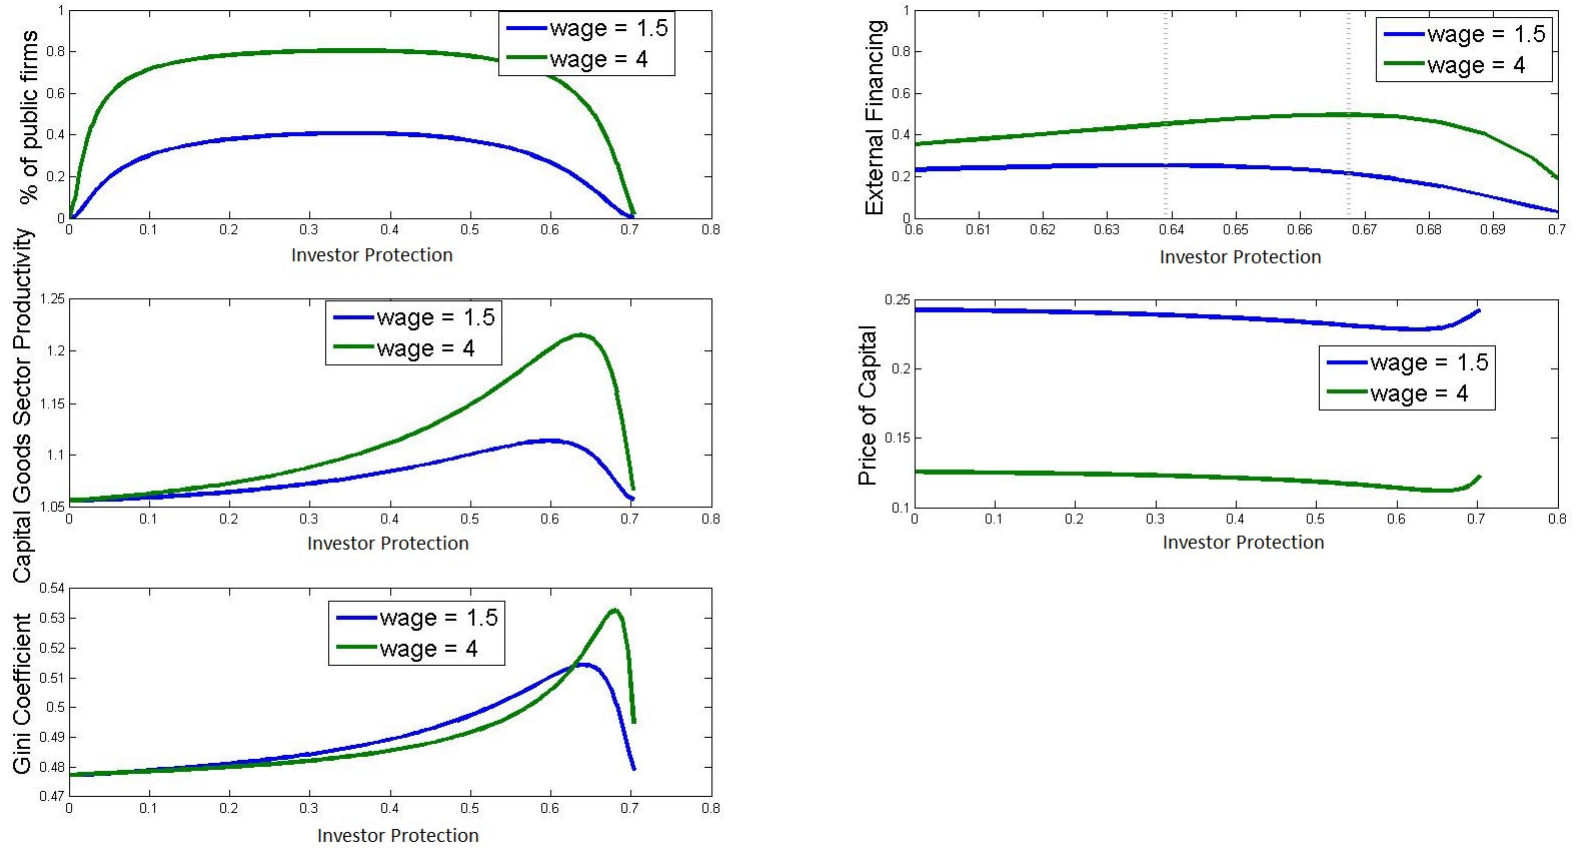 % of public firms
wage = 1.5
wage = 4
1
0.8
0.6
0.4
0.2
0
0 0.1 0.2 0.3 0.4 0.5 0.6 0.7 0.8
Investor Protection
External Financing
wage = 1.5
wage = 4
1
0.8
0.6
0.4
0.2
0
0.6 0.61 0.62 0.63 0.64 0.65 0.66 0.67 0.68 0.69 0.7
Investor Protection
Capital Goods Sector Productivity
wage = 1.5
wage = 4
1.25
1.2
1.15
1.1
1.05
0 0.1 0.2 0.3 0.4 0.5 0.6 0.7 0.8
Investor Protection
Price of Capital
wage = 1.5
wage = 4
0.25
0.2
0.15
0.1
0 0.1 0.2 0.3 0.4 0.5 0.6 0.7 0.8
Investor Protection
Gini Coefficient
wage = 1.5
wage = 4
0.54
0.53
0.52
0.51
0.5
0.49
0.48
0.47
0 0.1 0.2 0.3 0.4 0.5 0.6 0.7 0.8
Investor Protection